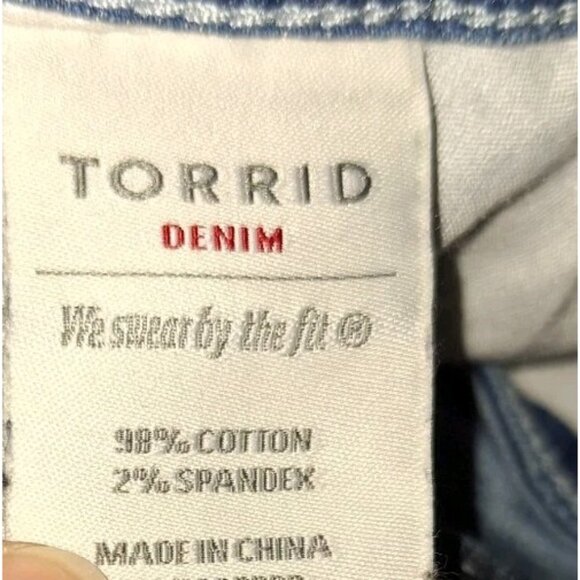 TORRID
DENIM
We swear by the fit ®
98% COTTON
2% SPANDEX
MADE IN CHINA